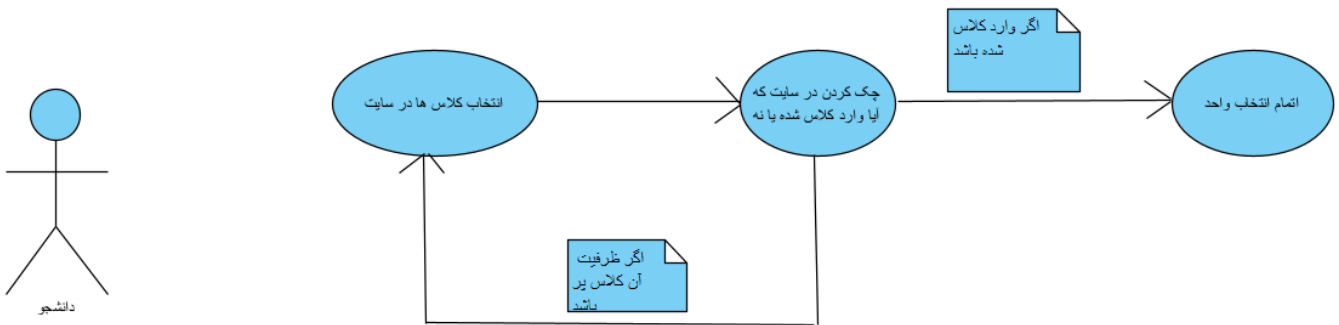 اگر وارد کلاس
شده باشد
انتخاب کلاس ها در سایت
چک کردن در سایت که
آیا وارد کلاس شده یا نه
اتمام انتخاب واحد
اگر ظرفیت
آن کلاس پر
باشد
دانشجو